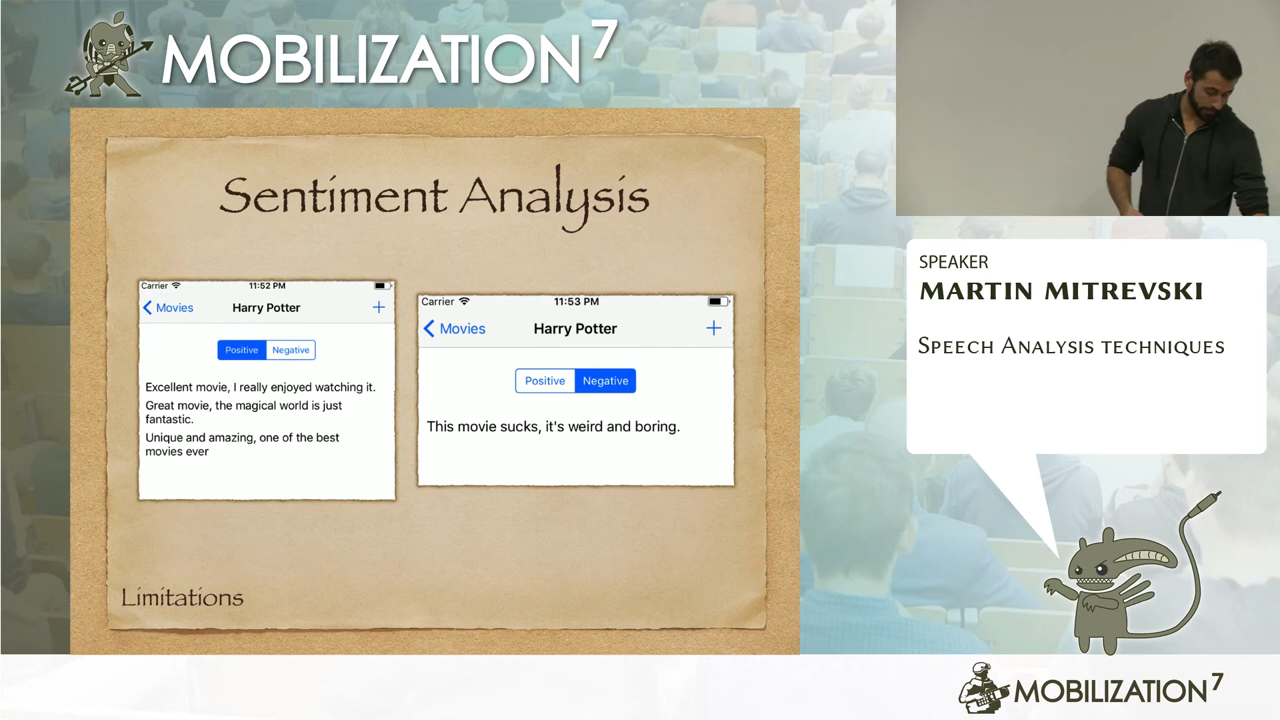 MOBILIZATION 7
Sentiment Analysis
Carrier 11:52 PM
Movies Harry Potter +
Positive Negative
Excellent movie, I really enjoyed watching it.
Great movie, the magical world is just
fantastic.
Unique and amazing, one of the best
movies ever
Carrier 11:53 PM
Movies Harry Potter +
Positive Negative
This movie sucks, it's weird and boring.
Limitations
SPEAKER
MARTIN MITREVSKI
SPEECH ANALYSIS TECHNIQUES
MOBILIZATION 7